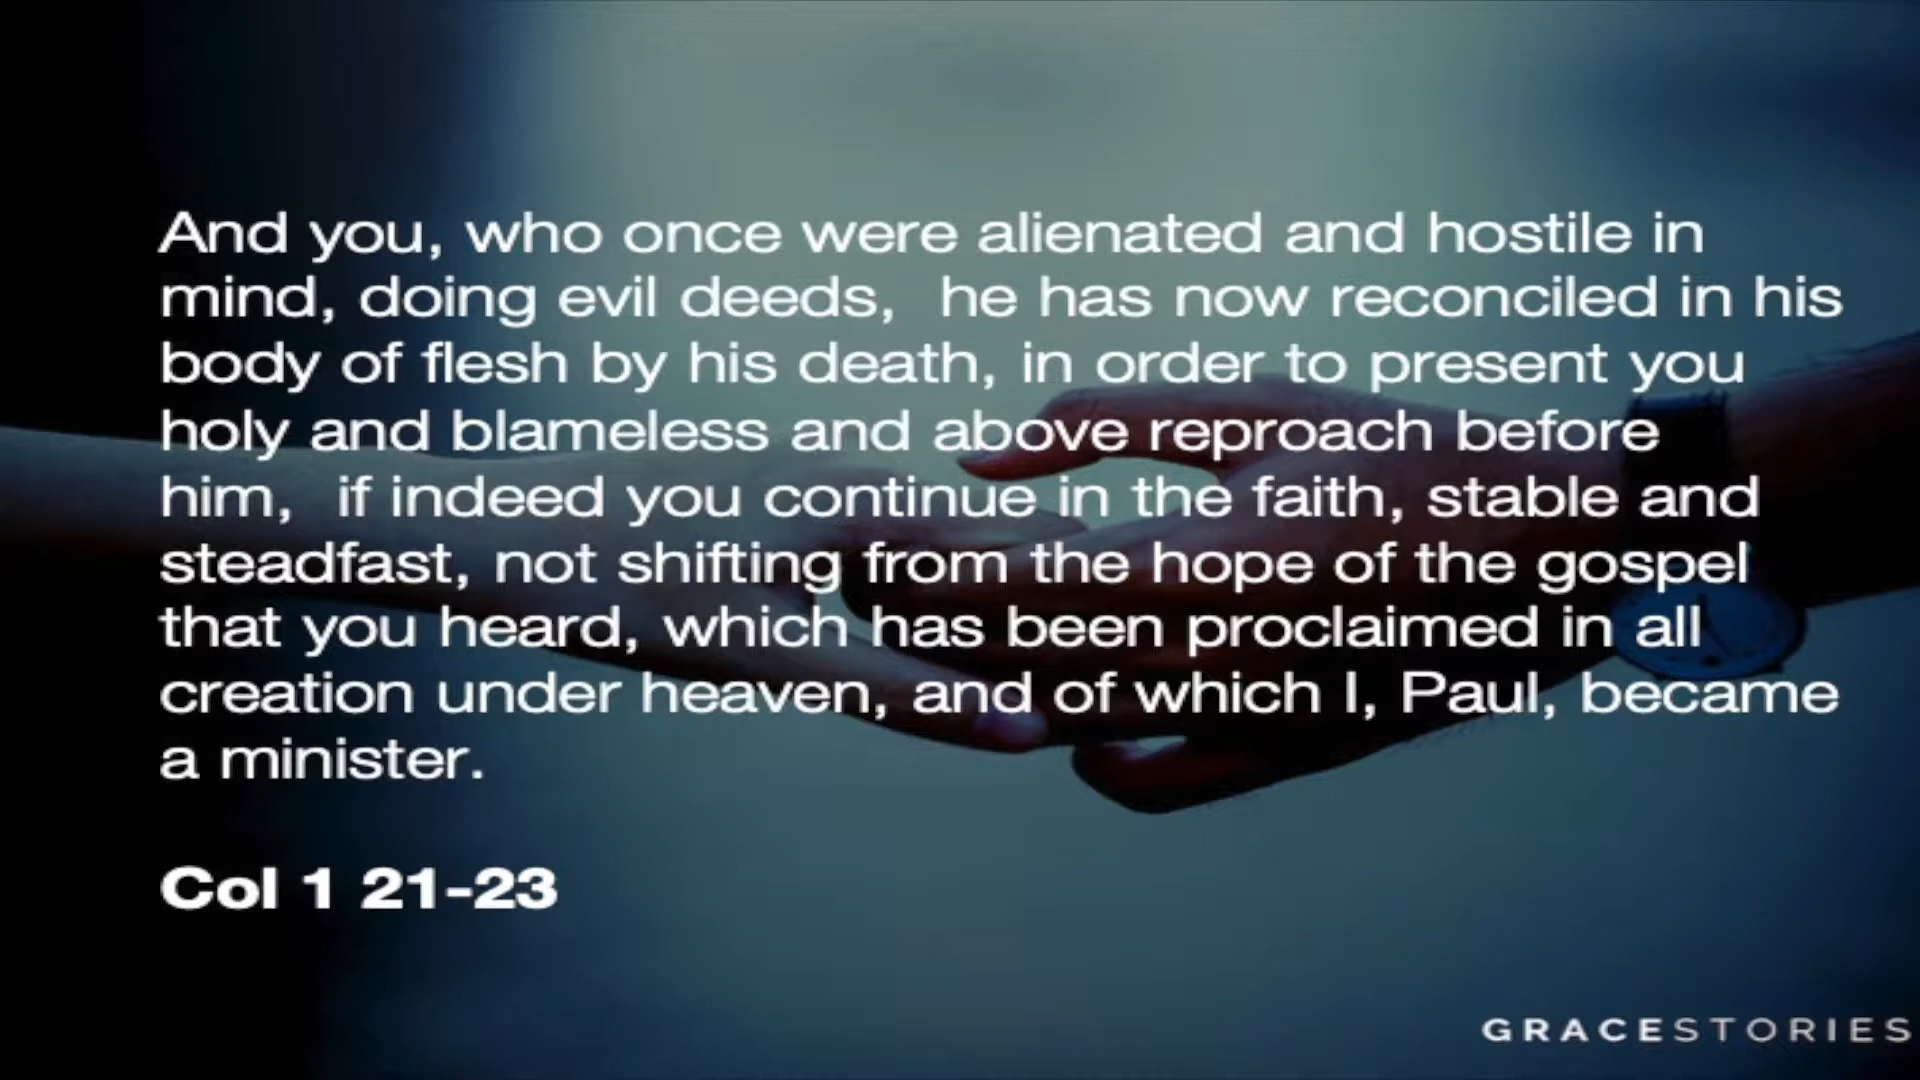 And you, who once were alienated and hostile in
mind, doing evil deeds,  he has now reconciled in his
body of flesh by his death, in order to present you
holy and blameless and above reproach before
him,  if indeed you continue in the faith, stable and
steadfast, not shifting from the hope of the gospel
that you heard, which has been proclaimed in all
creation under heaven, and of which I, Paul, became
a minister.
Col 1 21-23
GRACESTORIES